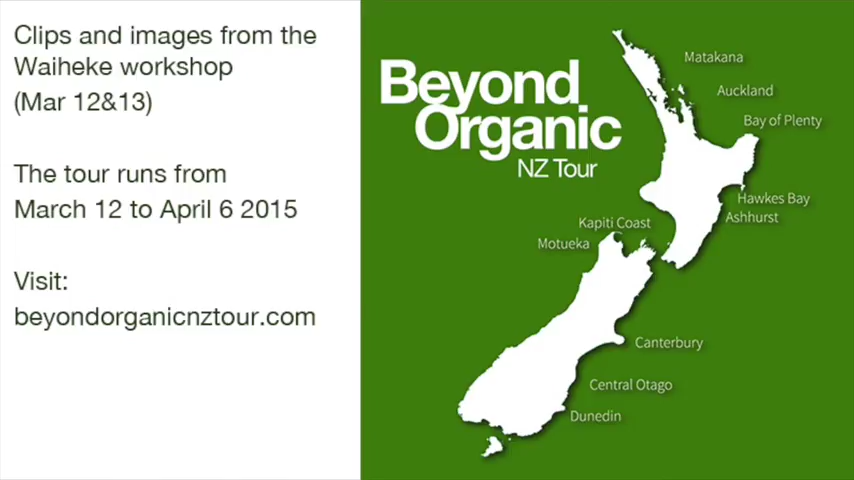 Clips and images from the
Waiheke workshop
(Mar 12&13)
The tour runs from
March 12 to April 6 2015
Visit:
beyondorganicnztour.com
Beyond
Organic
NZ Tour
Matakana
Auckland
Bay of Plenty
Hawkes Bay
Ashhurst
Kapiti Coast
Motueka
Canterbury
Central Otago
Dunedin